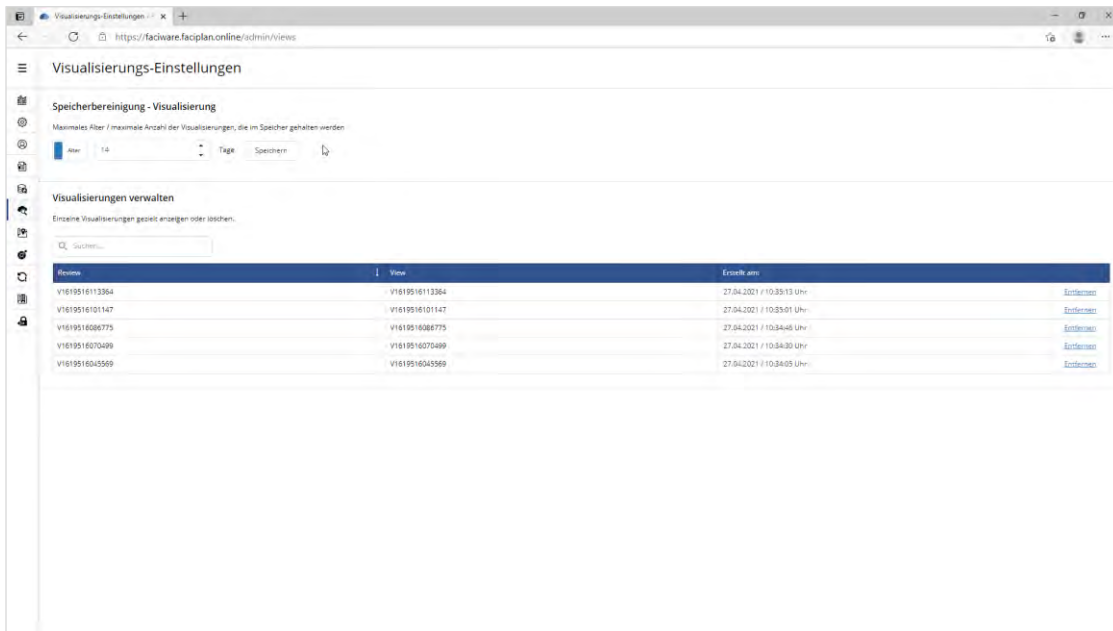 Visualisierungs-Einstellungen
https://faciware.faciplan.online/admin/views
Visualisierungs-Einstellungen
Speicherbereinigung - Visualisierung
Maximales Alter / maximale Anzahl der Visualisierungen, die im Speicher gehalten werden
Alter 14 Tage Speichern
Visualisierungen verwalten
Einzelne Visualisierungen gezielt anzeigen oder löschen.
Suchen...
Review View Erstellt am:
V1619516113364 V1619516113364 27.04.2021 / 10:35:13 Uhr Entfernen
V1619516101147 V1619516101147 27.04.2021 / 10:35:01 Uhr Entfernen
V1619516086775 V1619516086775 27.04.2021 / 10:34:46 Uhr Entfernen
V1619516070499 V1619516070499 27.04.2021 / 10:34:30 Uhr Entfernen
V1619516045569 V1619516045569 27.04.2021 / 10:34:05 Uhr Entfernen